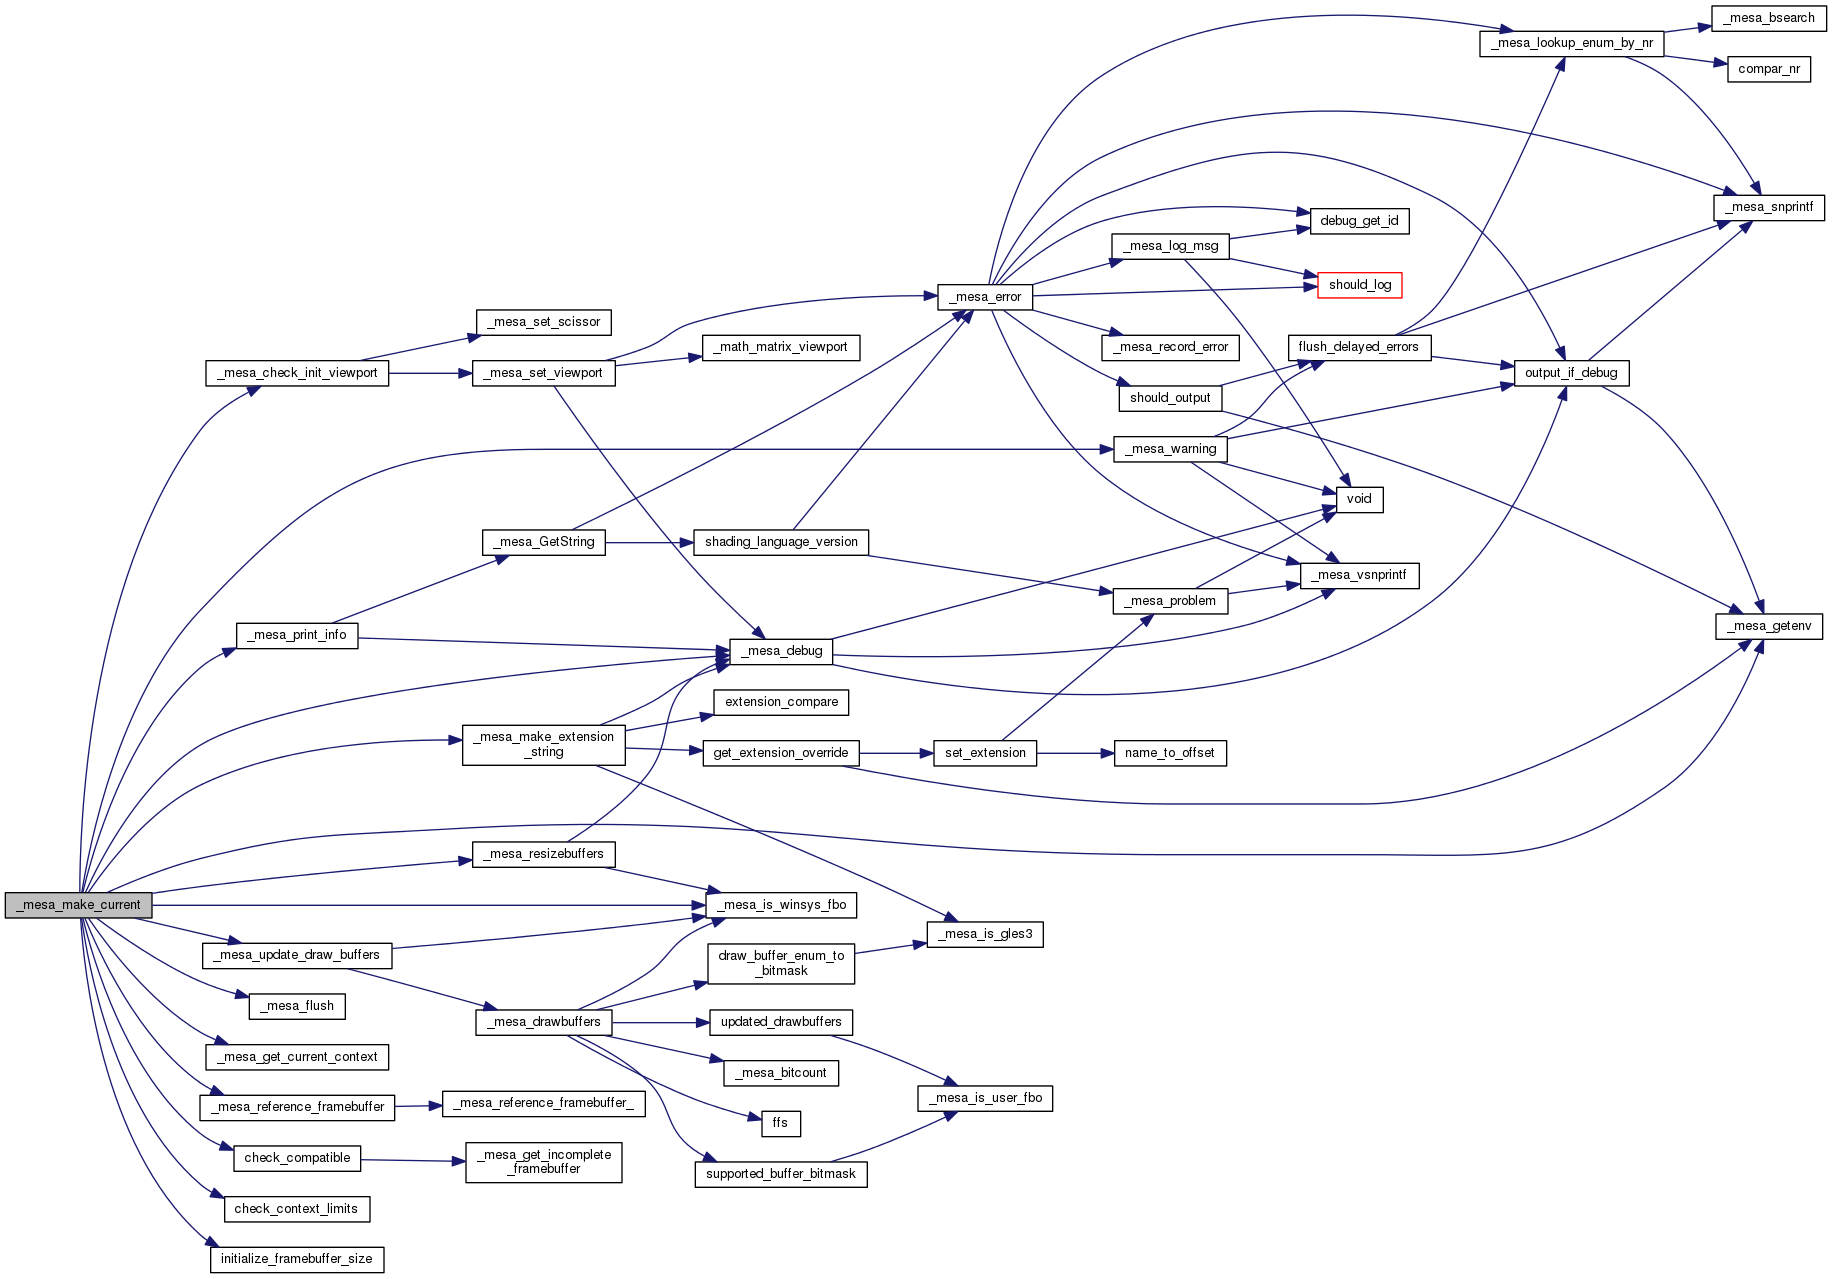 _mesa_bsearch
_mesa_lookup_enum_by_nr
compar_nr
_mesa_snprintf
debug_get_id
_mesa_log_msg
should_log
_mesa_error
_mesa_set_scissor
_math_matrix_viewport
_mesa_record_error
flush_delayed_errors
_mesa_check_init_viewport
_mesa_set_viewport
output_if_debug
should_output
_mesa_warning
void
_mesa_GetString
shading_language_version
_mesa_vsnprintf
_mesa_problem
_mesa_getenv
_mesa_print_info
_mesa_debug
extension_compare
_mesa_make_extension
_string
get_extension_override
set_extension
name_to_offset
_mesa_resizebuffers
_mesa_make_current
_mesa_is_winsys_fbo
_mesa_is_gles3
_mesa_update_draw_buffers
draw_buffer_enum_to
_bitmask
_mesa_flush
_mesa_drawbuffers
updated_drawbuffers
_mesa_get_current_context
_mesa_bitcount
_mesa_is_user_fbo
_mesa_reference_framebuffer
_mesa_reference_framebuffer_
ffs
check_compatible
_mesa_get_incomplete
_framebuffer
supported_buffer_bitmask
check_context_limits
initialize_framebuffer_size